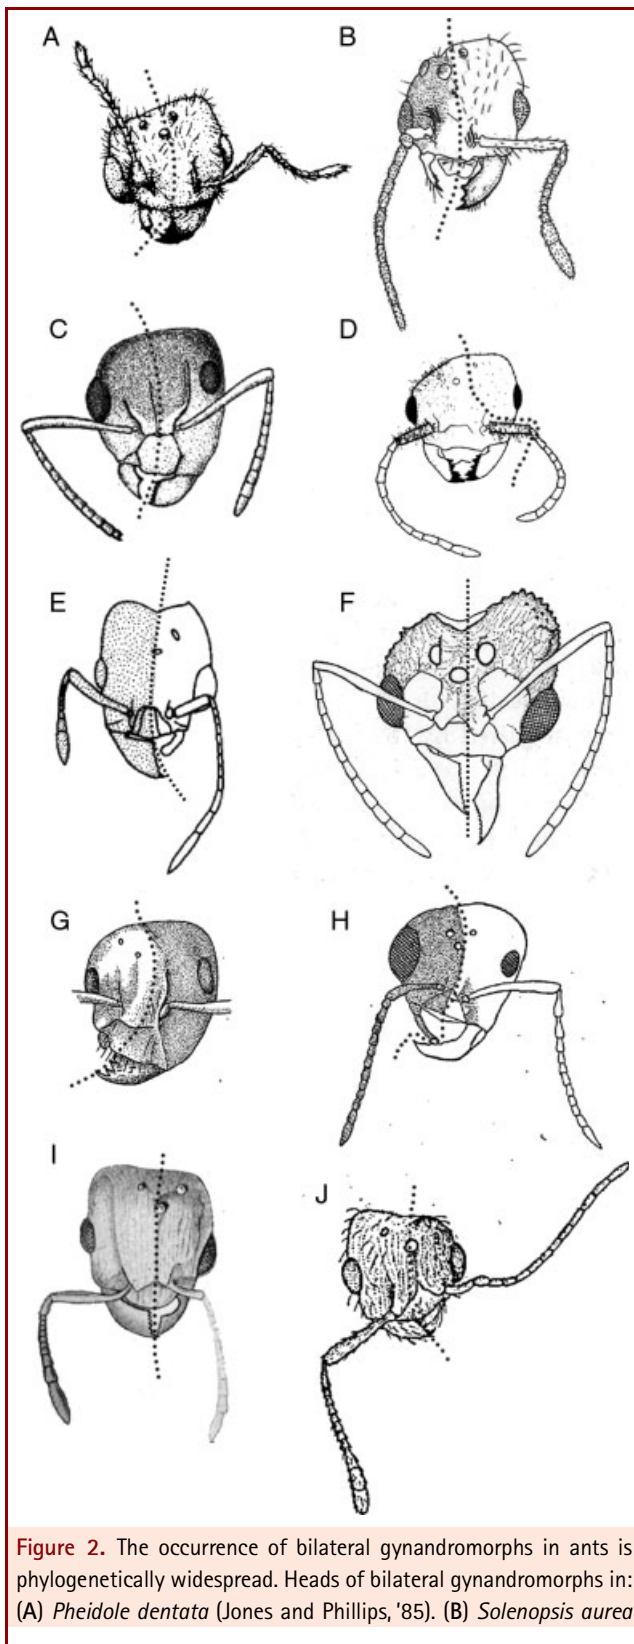 A
B
C
D
E
F
G
H
I
J
Figure 2. The occurrence of bilateral gynandromorphs in ants is
phylogenetically widespread. Heads of bilateral gynandromorphs in:
(A) Pheidole dentata (Jones and Phillips, '85). (B) Solenopsis aurea